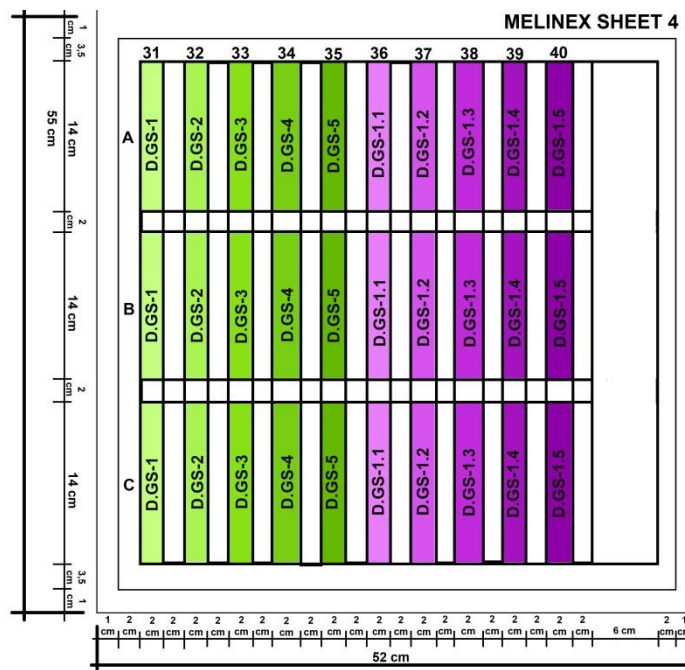 MELINEX SHEET 4
31 32 33 34 35 36 37 38 39 40
55 cm
1
cm
3,5
cm
14 cm
2
cm
14 cm
2
cm
14 cm
3,5
cm
1
cm
A
D.GS-1
D.GS-2
D.GS-3
D.GS-4
D.GS-5
D.GS-1.1
D.GS-1.2
D.GS-1.3
D.GS-1.4
D.GS-1.5
B
D.GS-1
D.GS-2
D.GS-3
D.GS-4
D.GS-5
D.GS-1.1
D.GS-1.2
D.GS-1.3
D.GS-1.4
D.GS-1.5
C
D.GS-1
D.GS-2
D.GS-3
D.GS-4
D.GS-5
D.GS-1.1
D.GS-1.2
D.GS-1.3
D.GS-1.4
D.GS-1.5
1 2 2 2 2 2 2 2 2 2 2 2 2 2 2 2 2 2 2 2 2 2 2 1
cm cm cm cm cm cm cm cm cm cm cm cm cm cm cm cm cm cm cm cm cm cm 6 cm cm cm
52 cm